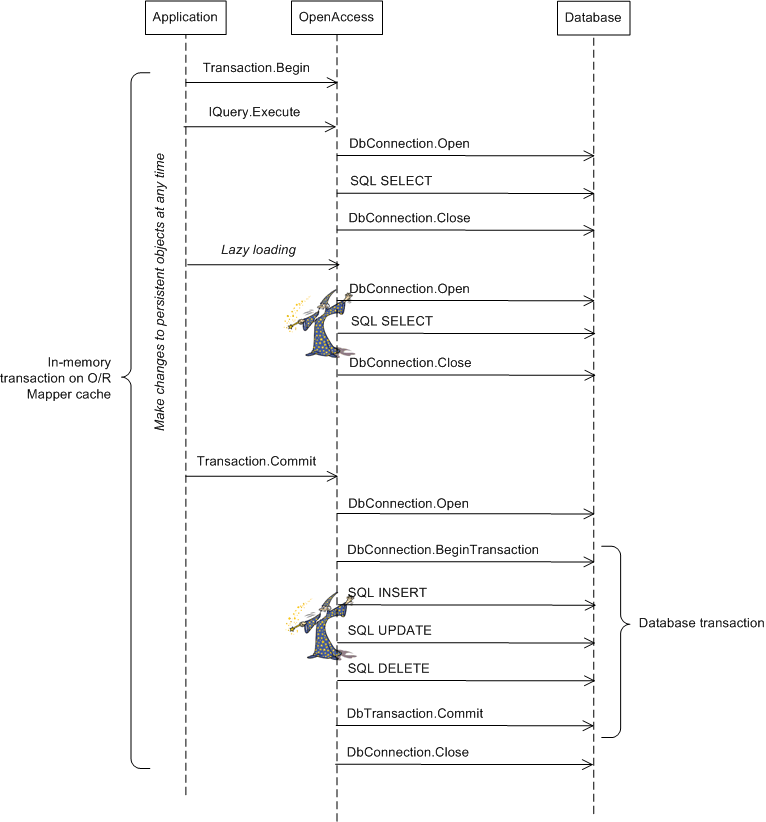 Application
OpenAccess
Database
Transaction.Begin
IQuery.Execute
DbConnection.Open
SQL SELECT
DbConnection.Close
Lazy loading
DbConnection.Open
SQL SELECT
DbConnection.Close
Make changes to persistent objects at any time
In-memory
transaction on O/R
Mapper cache
Transaction.Commit
DbConnection.Open
DbConnection.BeginTransaction
SQL INSERT
SQL UPDATE
Database transaction
SQL DELETE
DbTransaction.Commit
DbConnection.Close